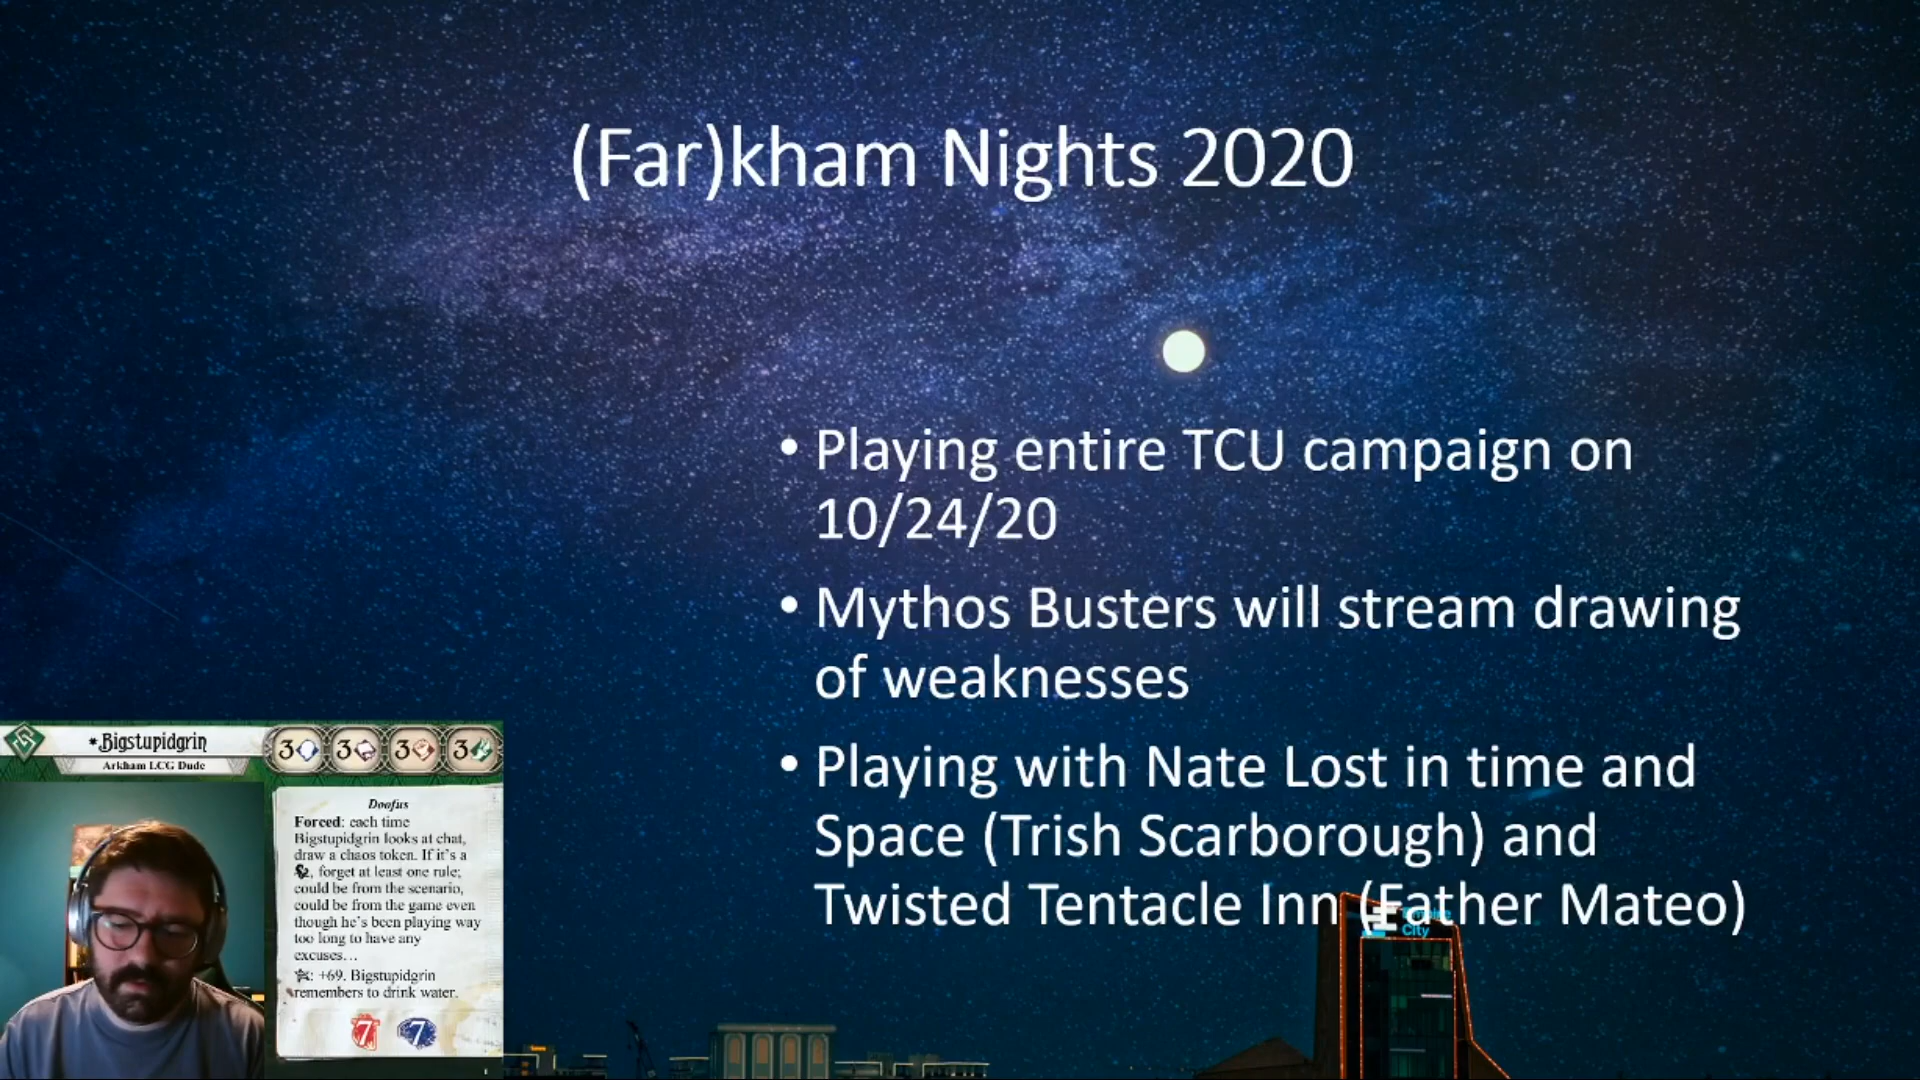 (Far)kham Nights 2020
• Playing entire TCU campaign on
10/24/20
• Mythos Busters will stream drawing
of weaknesses
• Playing with Nate Lost in time and
Space (Trish Scarborough) and
Twisted Tentacle Inn (Father Mateo)
City
*Bigstupidgrin
Arkham LCG Dude
3 3 3 3
Doofus
Forced: each time
Bigstupidgrin looks at chat,
draw a chaos token. If it's a
, forget at least one rule;
could be from the scenario,
could be from the game even
though he's been playing way
too long to have any
excuses...
: +69. Bigstupidgrin
remembers to drink water.
7 7